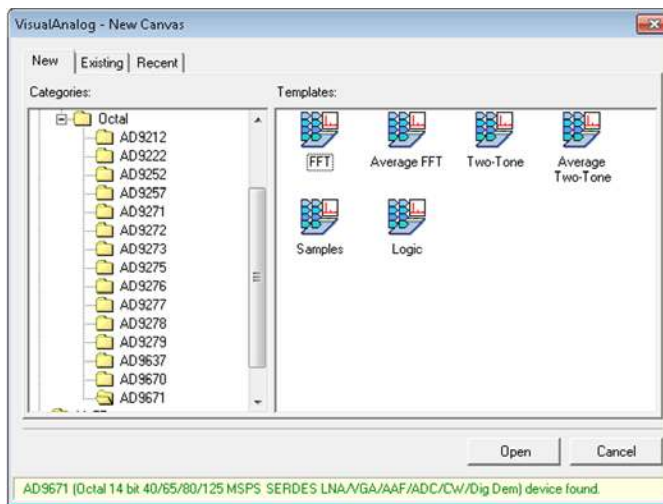 VisualAnalog - New Canvas
New Existing Recent
Categories:
Templates:
Octal
AD9212
AD9222
AD9252
AD9257
AD9271
AD9272
AD9273
AD9275
AD9276
AD9277
AD9278
AD9279
AD9637
AD9670
AD9671
FFT
Average FFT
Two-Tone
Average
Two-Tone
Samples
Logic
Open
Cancel
AD9671 (Octal 14 bit 40/65/80/125 MSPS SERDES LNA/VGA/AAF/ADC/CW/Dig Dem) device found.